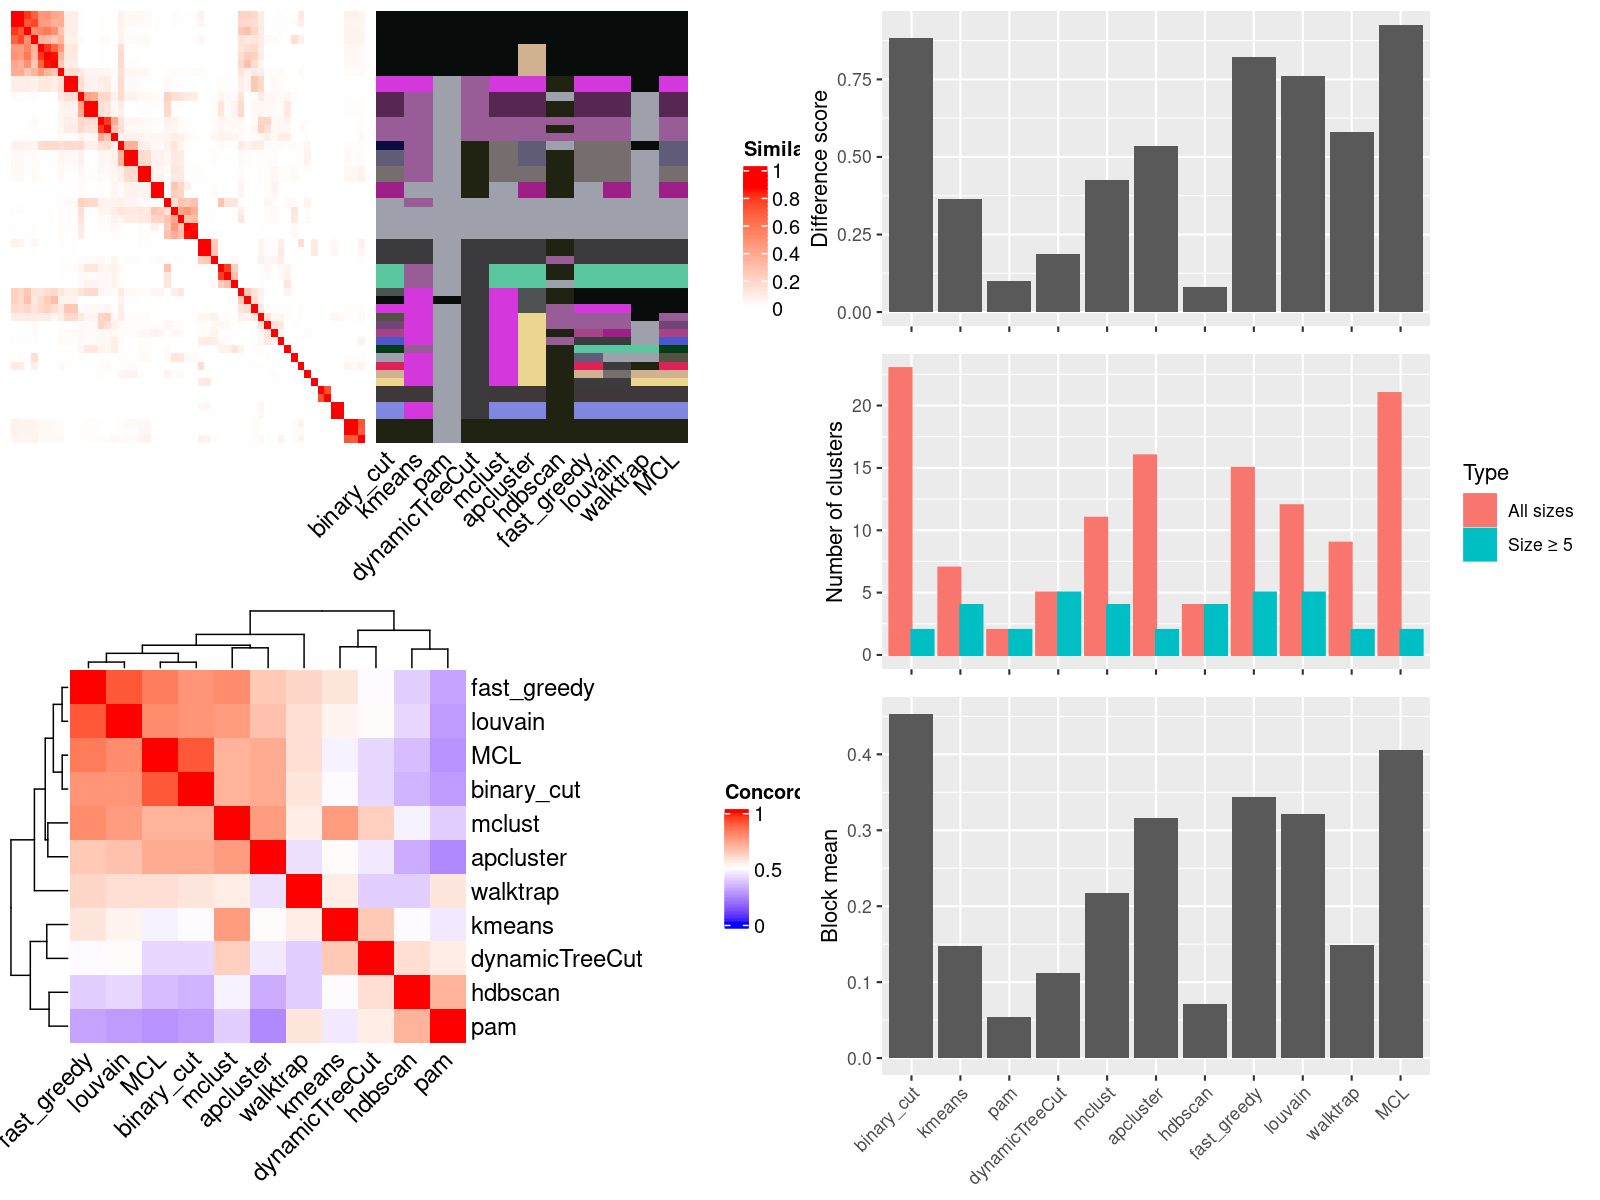 Simila
1
0.8
0.6
0.4
0.2
0
binary_cut
kmeans
pam
dynamicTreeCut
mclust
apcluster
hdbscan
fast_greedy
louvain
walktrap
MCL
fast_greedy
louvain
MCL
binary_cut
mclust
apcluster
walktrap
kmeans
dynamicTreeCut
hdbscan
pam
fast_greedy
louvain
MCL
binary_cut
mclust
apcluster
walktrap
kmeans
dynamicTreeCut
hdbscan
pam
Concord
1
0.5
0
Difference score
0.75
0.50
0.25
0.00
Number of clusters
20
15
10
5
0
Type
All sizes
Size ≥ 5
Block mean
0.4
0.3
0.2
0.1
0.0
binary_cut
kmeans
pam
dynamicTreeCut
mclust
apcluster
hdbscan
fast_greedy
louvain
walktrap
MCL